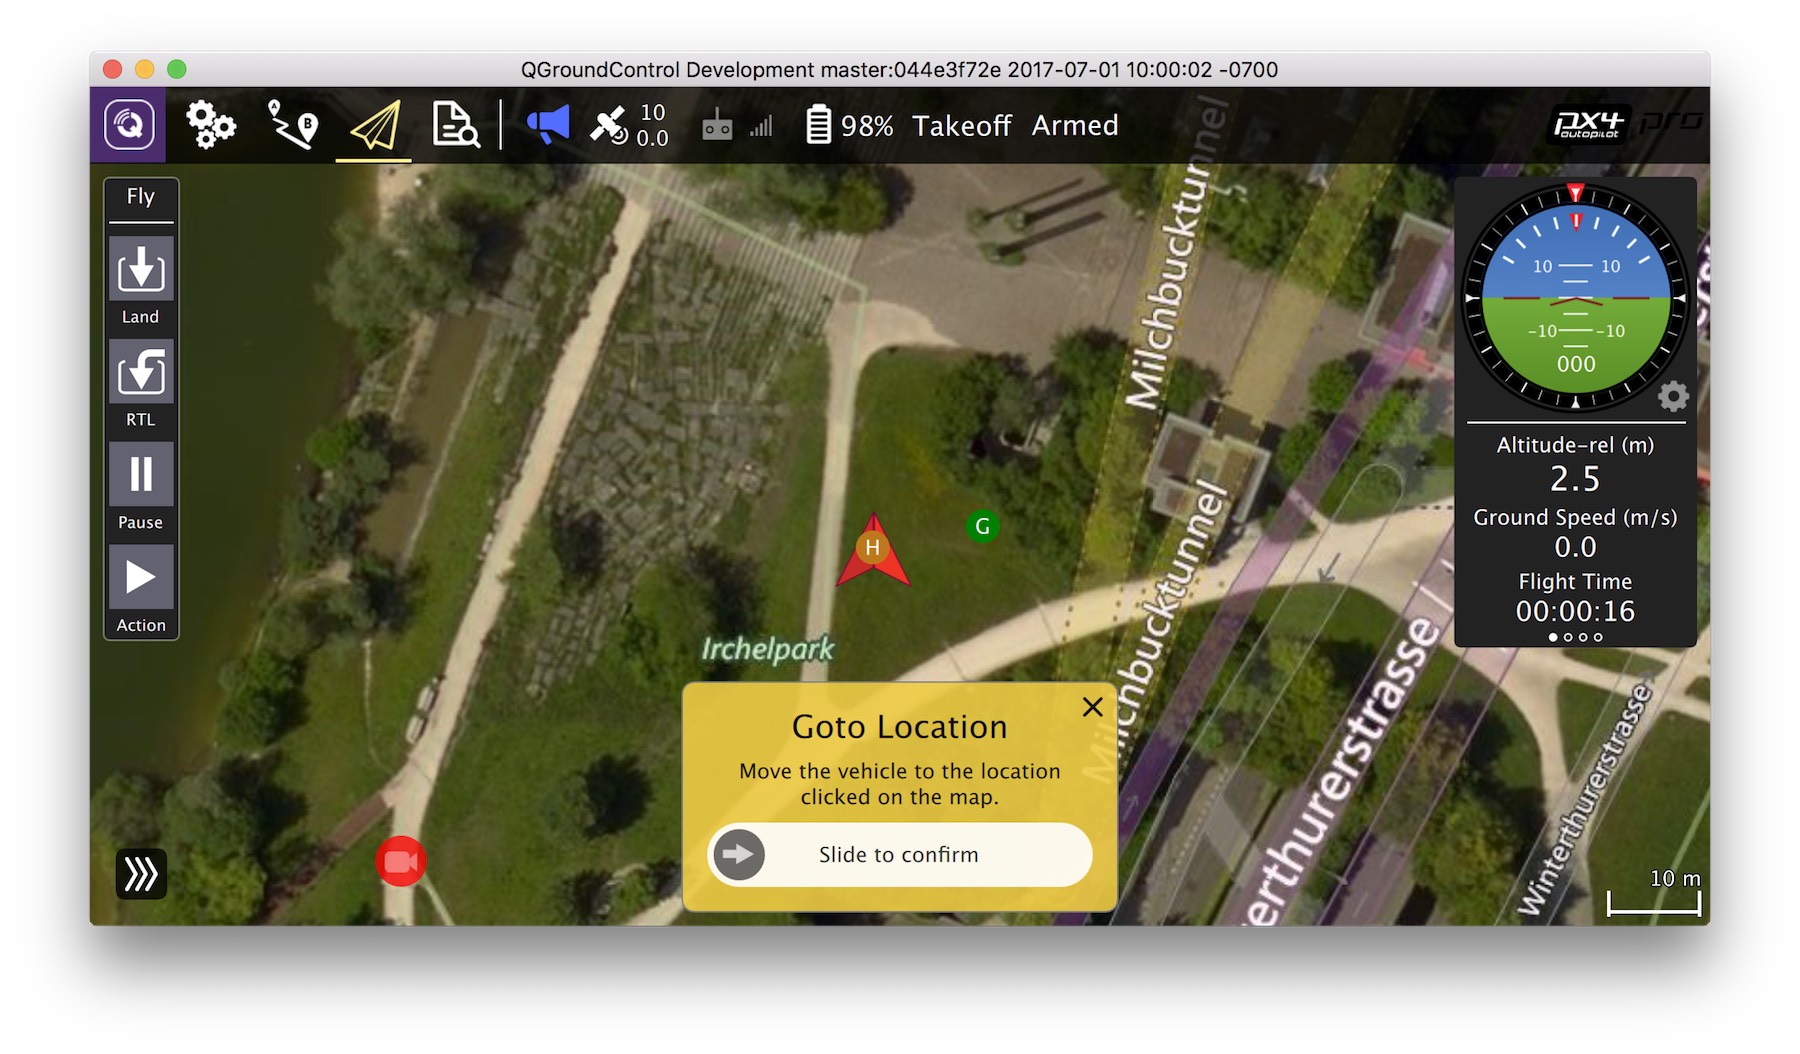 QGroundControl Development master:044e3f72e 2017-07-01 10:00:02 -0700
A
B
10
0.0
98%
Takeoff
Armed
px4
autopilot
pro
Fly
Land
RTL
Pause
Action
Milchbucktunnel
Milchbucktunnel
H
G
Irchelpark
10 10
-10 -10
000
Altitude-rel (m)
2.5
Ground Speed (m/s)
0.0
Flight Time
00:00:16
Goto Location
Move the vehicle to the location
clicked on the map.
Slide to confirm
erthurerstrasse
Winterthurerstrasse
10 m